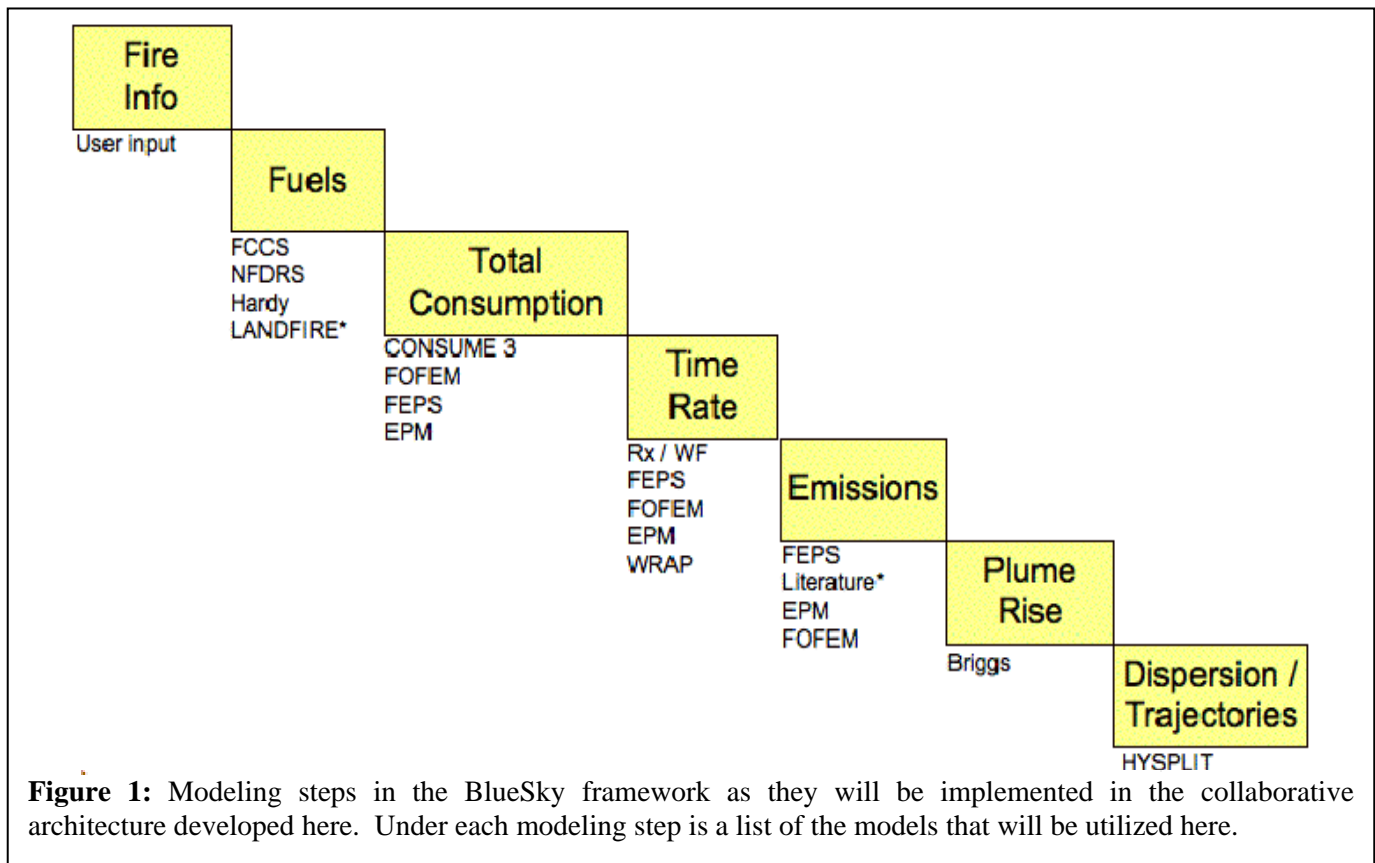 Fire
Info
User input
Fuels
FCCS
NFDRS
Hardy
LANDFIRE*
Total
Consumption
CONSUME 3
FOFEM
FEPS
EPM
Time
Rate
Rx / WF
FEPS
FOFEM
EPM
WRAP
Emissions
FEPS
Literature*
EPM
FOFEM
Plume
Rise
Briggs
Dispersion /
Trajectories
HYSPLIT
Figure 1: Modeling steps in the BlueSky framework as they will be implemented in the collaborative
architecture developed here. Under each modeling step is a list of the models that will be utilized here.